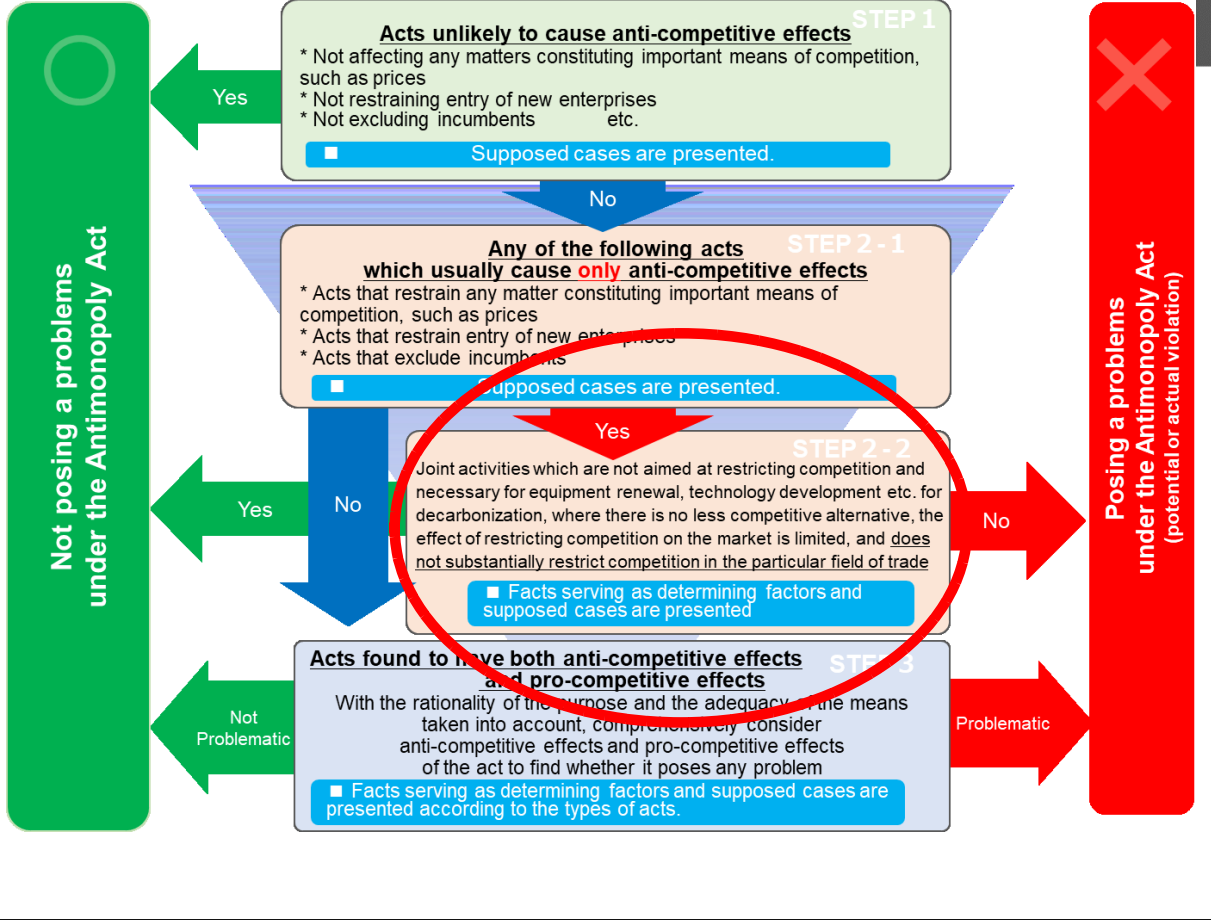 STEP 1
Acts unlikely to cause anti-competitive effects
* Not affecting any matters constituting important means of competition,
such as prices
* Not restraining entry of new enterprises
* Not excluding incumbents etc.
■ Supposed cases are presented.
Yes
No
STEP 2-1
Any of the following acts
which usually cause only anti-competitive effects
* Acts that restrain any matter constituting important means of
competition, such as prices
* Acts that restrain entry of new enterprises
* Acts that exclude incumbents
■ Supposed cases are presented.
Yes
No
STEP 2-2
Joint activities which are not aimed at restricting competition and
necessary for equipment renewal, technology development etc. for
decarbonization, where there is no less competitive alternative, the
effect of restricting competition on the market is limited, and does
not substantially restrict competition in the particular field of trade
■ Facts serving as determining factors and
supposed cases are presented
Yes
No
STEP 3
Acts found to have both anti-competitive effects
and pro-competitive effects
With the rationality of the purpose and the adequacy of the means
taken into account, comprehensively consider
anti-competitive effects and pro-competitive effects
of the act to find whether it poses any problem
■ Facts serving as determining factors and supposed cases are
presented according to the types of acts.
Not
Problematic
Problematic
Not posing a problems
under the Antimonopoly Act
Posing a problems
under the Antimonopoly Act
(potential or actual violation)